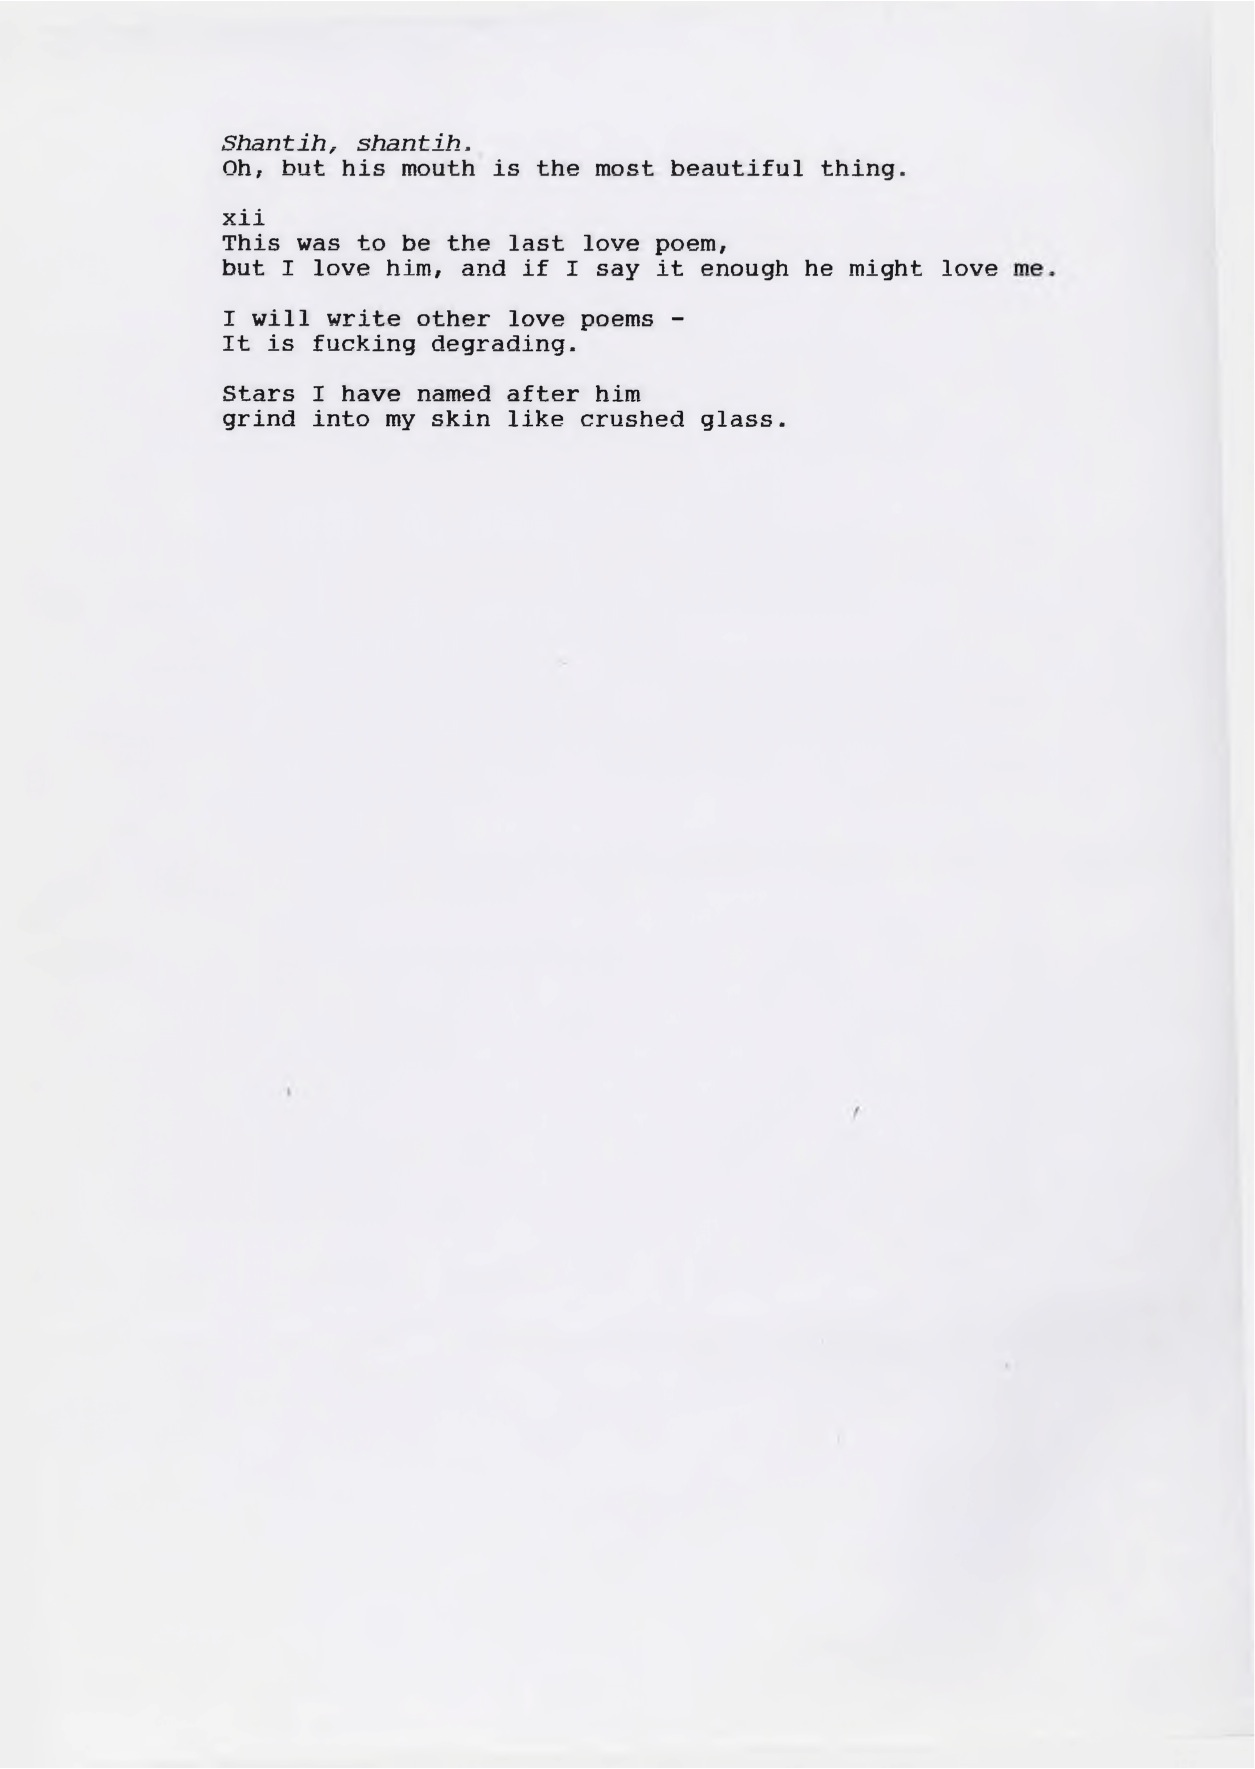 Shantih, shantih.
Oh, but his mouth is the most beautiful thing.
xii
This was to be the last love poem,
but I love him, and if I say it enough he might love me.
I will write other love poems -
It is fucking degrading.
Stars I have named after him
grind into my skin like crushed glass.